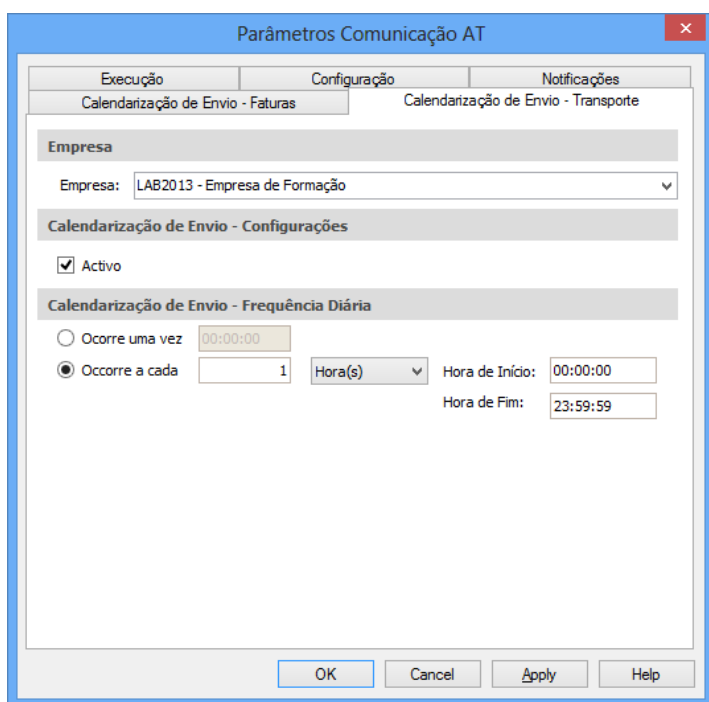 Parâmetros Comunicação AT
Execução Configuração Notificações
Calendarização de Envio - Faturas Calendarização de Envio - Transporte
Empresa
Empresa: LAB2013 - Empresa de Formação
Calendarização de Envio - Configurações
Activo
Calendarização de Envio - Frequência Diária
Ocorre uma vez 00:00:00
Occorre a cada 1 Hora(s) Hora de Início: 00:00:00
Hora de Fim: 23:59:59
OK Cancel Apply Help